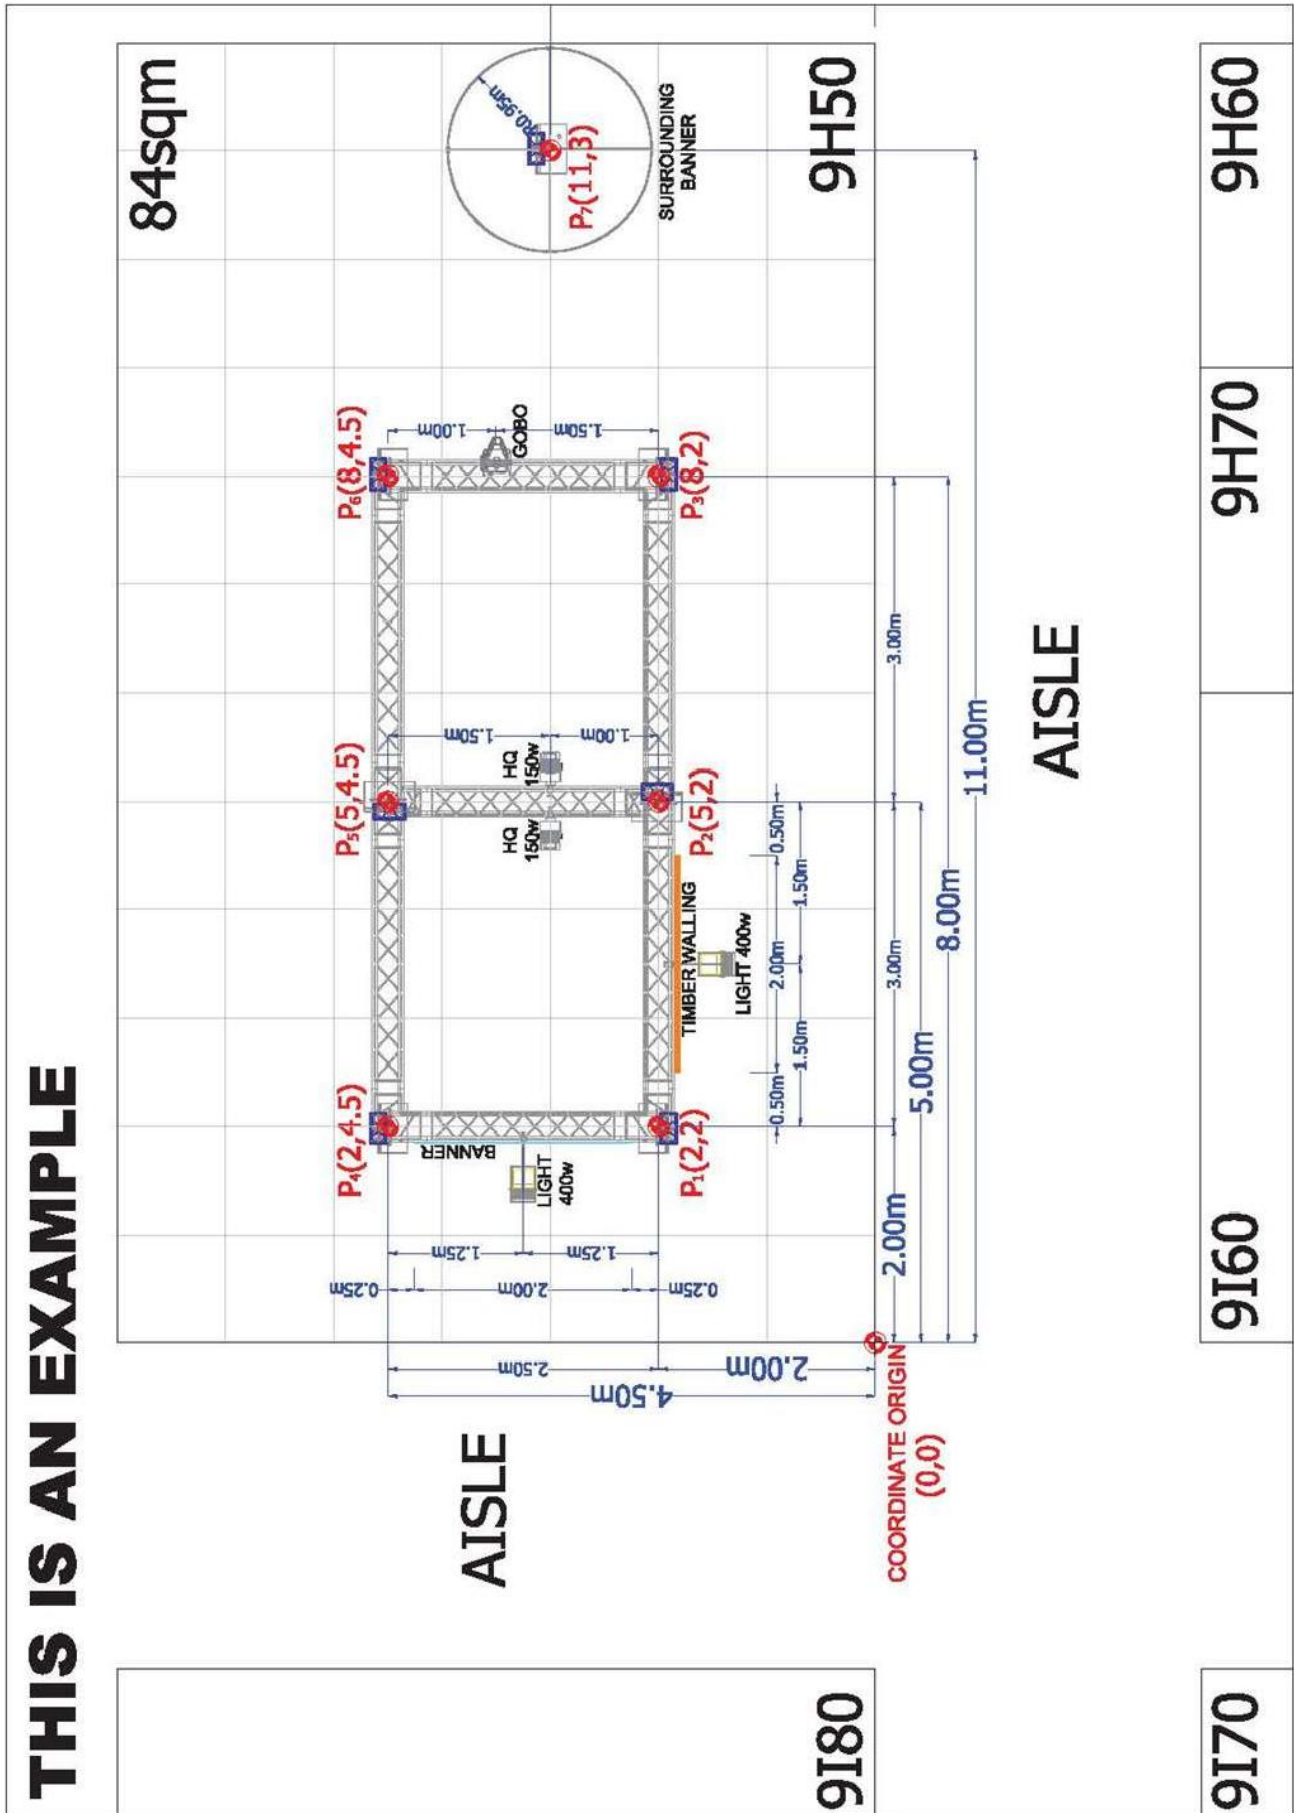 THIS IS AN EXAMPLE
84sqm
R0.95m
P7(11,3)
SURROUNDING
BANNER
9H50
P4(2,4.5)
P5(5,4.5)
P6(8,4.5)
BANNER
LIGHT
400w
HQ
150w
HQ
150w
GOBO
1.50m
1.00m
1.00m
1.50m
0.25m
2.00m
0.25m
1.25m
1.25m
P1(2,2)
P2(5,2)
P3(8,2)
TIMBER WALLING
LIGHT 400w
0.50m
2.00m
0.50m
1.50m
1.50m
2.50m
2.00m
4.50m
2.00m
3.00m
3.00m
5.00m
8.00m
11.00m
COORDINATE ORIGIN
(0,0)
AISLE
AISLE
9I80
9I70
9I60
9H70
9H60